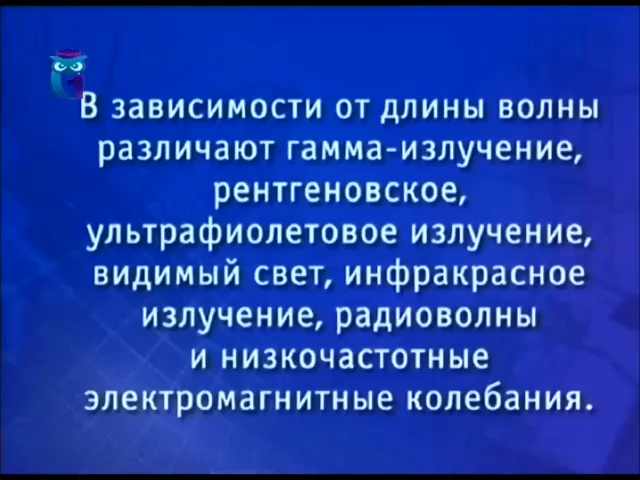 В зависимости от длины волны
различают гамма-излучение,
рентгеновское,
ультрафиолетовое излучение,
видимый свет, инфракрасное
излучение, радиоволны
и низкочастотные
электромагнитные колебания.